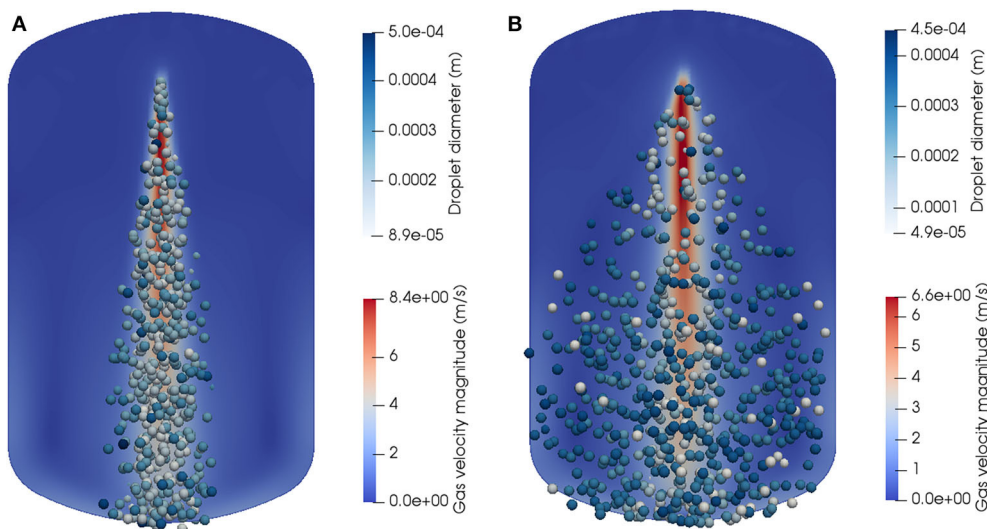 A
5.0e-04
0.0004
0.0003
0.0002
8.9e-05
Droplet diameter (m)
8.4e+00
6
4
2
0.0e+00
Gas velocity magnitude (m/s)
B
4.5e-04
0.0004
0.0003
0.0002
0.0001
4.9e-05
Droplet diameter (m)
6.6e+00
6
5
4
3
2
1
0.0e+00
Gas velocity magnitude (m/s)